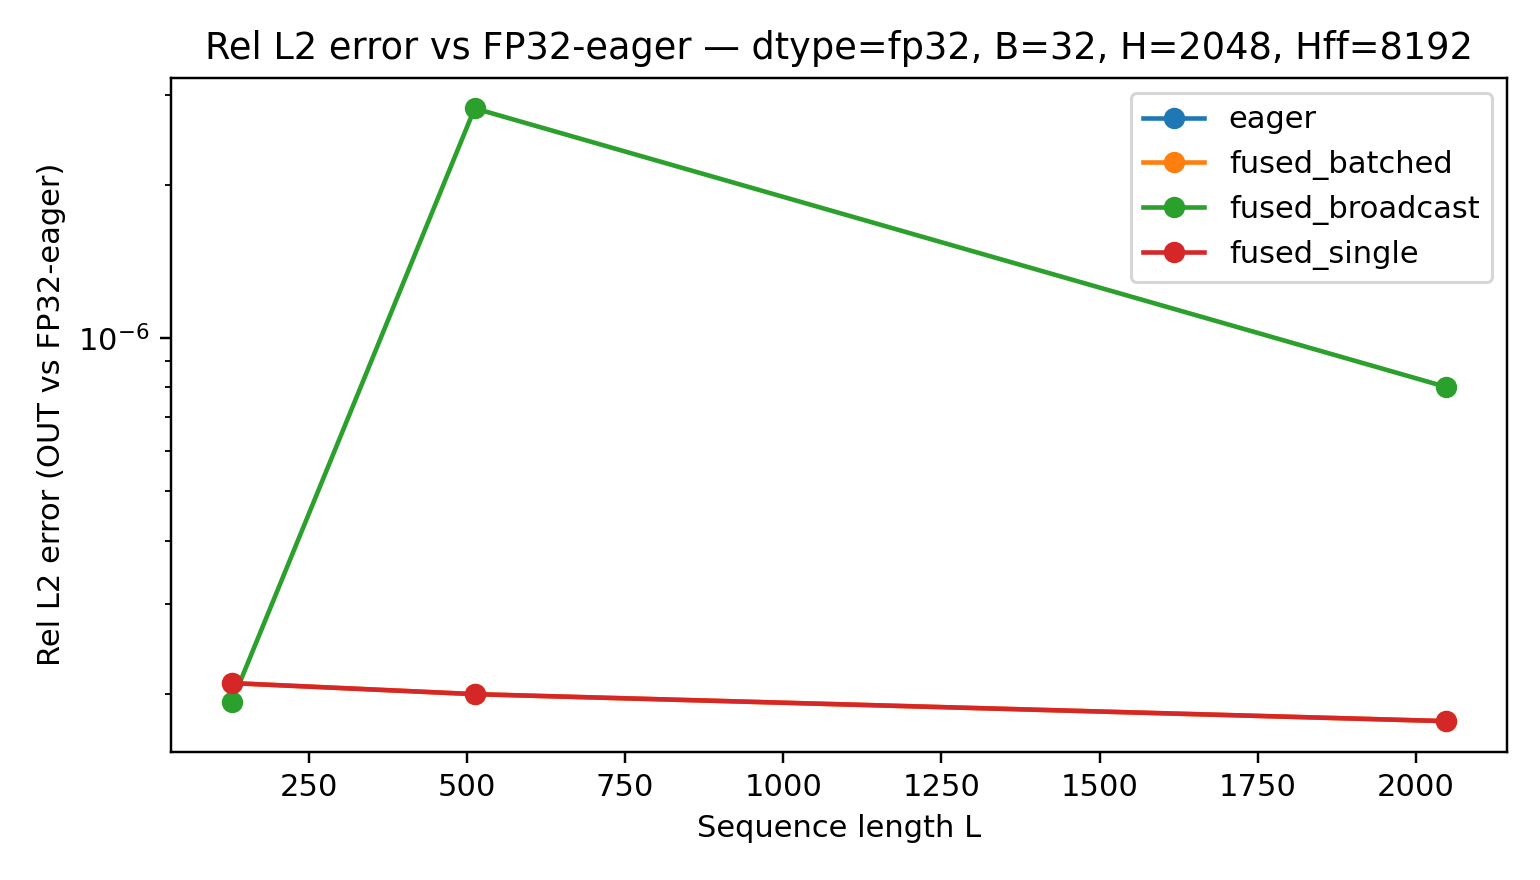 Rel L2 error vs FP32-eager — dtype=fp32, B=32, H=2048, Hff=8192
Rel L2 error (OUT vs FP32-eager)
10⁻⁶
eager
fused_batched
fused_broadcast
fused_single
250 500 750 1000 1250 1500 1750 2000
Sequence length L